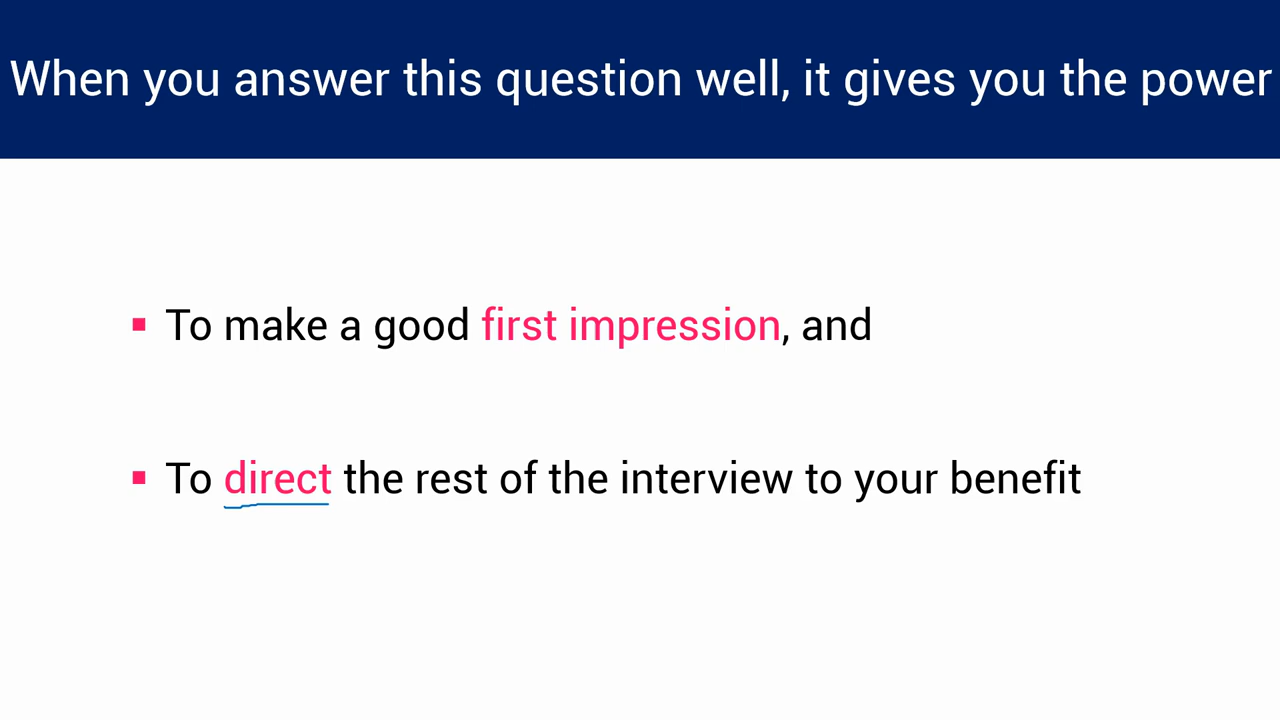 When you answer this question well, it gives you the power
▪ To make a good first impression, and
▪ To direct the rest of the interview to your benefit